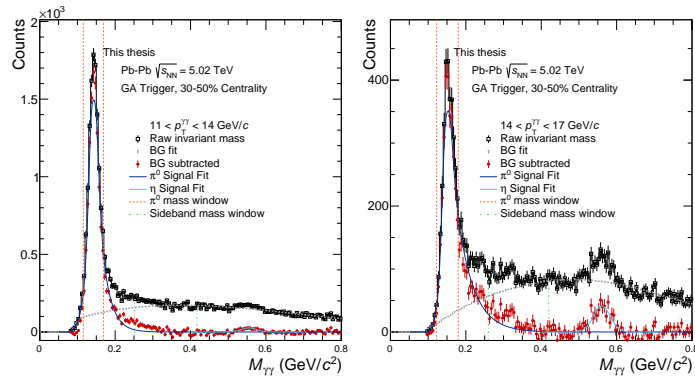 ×10³
Counts
This thesis
Pb-Pb √s_NN = 5.02 TeV
GA Trigger, 30-50% Centrality
11 < p_T^γγ < 14 GeV/c
Raw invariant mass
BG fit
BG subtracted
π⁰ Signal Fit
η Signal Fit
π⁰ mass window
Sideband mass window
1.5
1
0.5
0
0 0.2 0.4 0.6 0.8
M_γγ (GeV/c²)
Counts
This thesis
Pb-Pb √s_NN = 5.02 TeV
GA Trigger, 30-50% Centrality
14 < p_T^γγ < 17 GeV/c
Raw invariant mass
BG fit
BG subtracted
π⁰ Signal Fit
η Signal Fit
π⁰ mass window
Sideband mass window
400
200
0
0 0.2 0.4 0.6 0.8
M_γγ (GeV/c²)